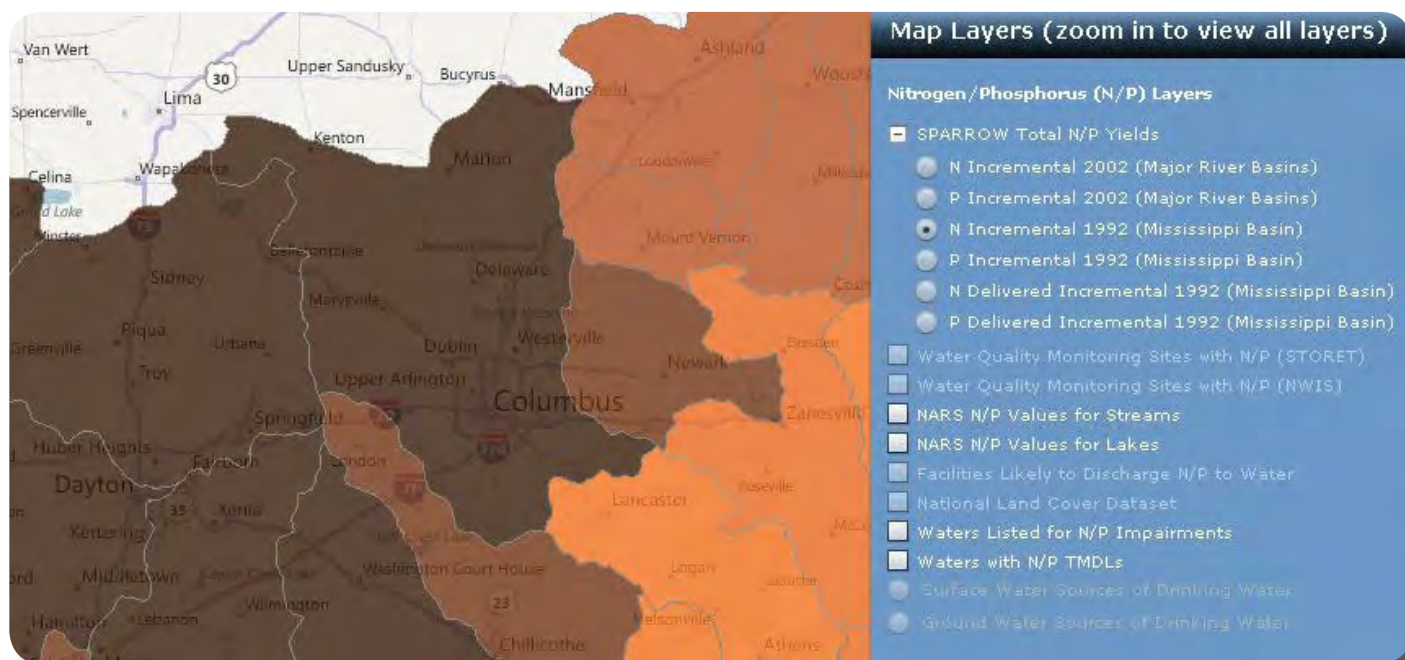 Van Wert
Spencerville
Lima
30
Upper Sandusky
Bucyrus
Mansfield
Ashland
Kenton
Marion
Loudonville
Celina
Grand Lake
75
Sidney
Bellefontaine
Delaware
Mount Vernon
Marysville
Greenville
Piqua
Urbana
Dublin
Westerville
Newark
Dresden
Troy
Upper Arlington
Columbus
Zanesville
Springfield
270
Huber Heights
Fairborn
London
71
Dayton
35
Xenia
Lancaster
Roseville
Kettering
Middletown
Washington Court House
Logan
Hamilton
Lebanon
Wilmington
23
Chillicothe
Athens
Map Layers (zoom in to view all layers)
Nitrogen/Phosphorus (N/P) Layers
SPARROW Total N/P Yields
N Incremental 2002 (Major River Basins)
P Incremental 2002 (Major River Basins)
N Incremental 1992 (Mississippi Basin)
P Incremental 1992 (Mississippi Basin)
N Delivered Incremental 1992 (Mississippi Basin)
P Delivered Incremental 1992 (Mississippi Basin)
Water Quality Monitoring Sites with N/P (STORET)
Water Quality Monitoring Sites with N/P (NWIS)
NARS N/P Values for Streams
NARS N/P Values for Lakes
Facilities Likely to Discharge N/P to Water
National Land Cover Dataset
Waters Listed for N/P Impairments
Waters with N/P TMDLs
Surface Water Sources of Drinking Water
Ground Water Sources of Drinking Water